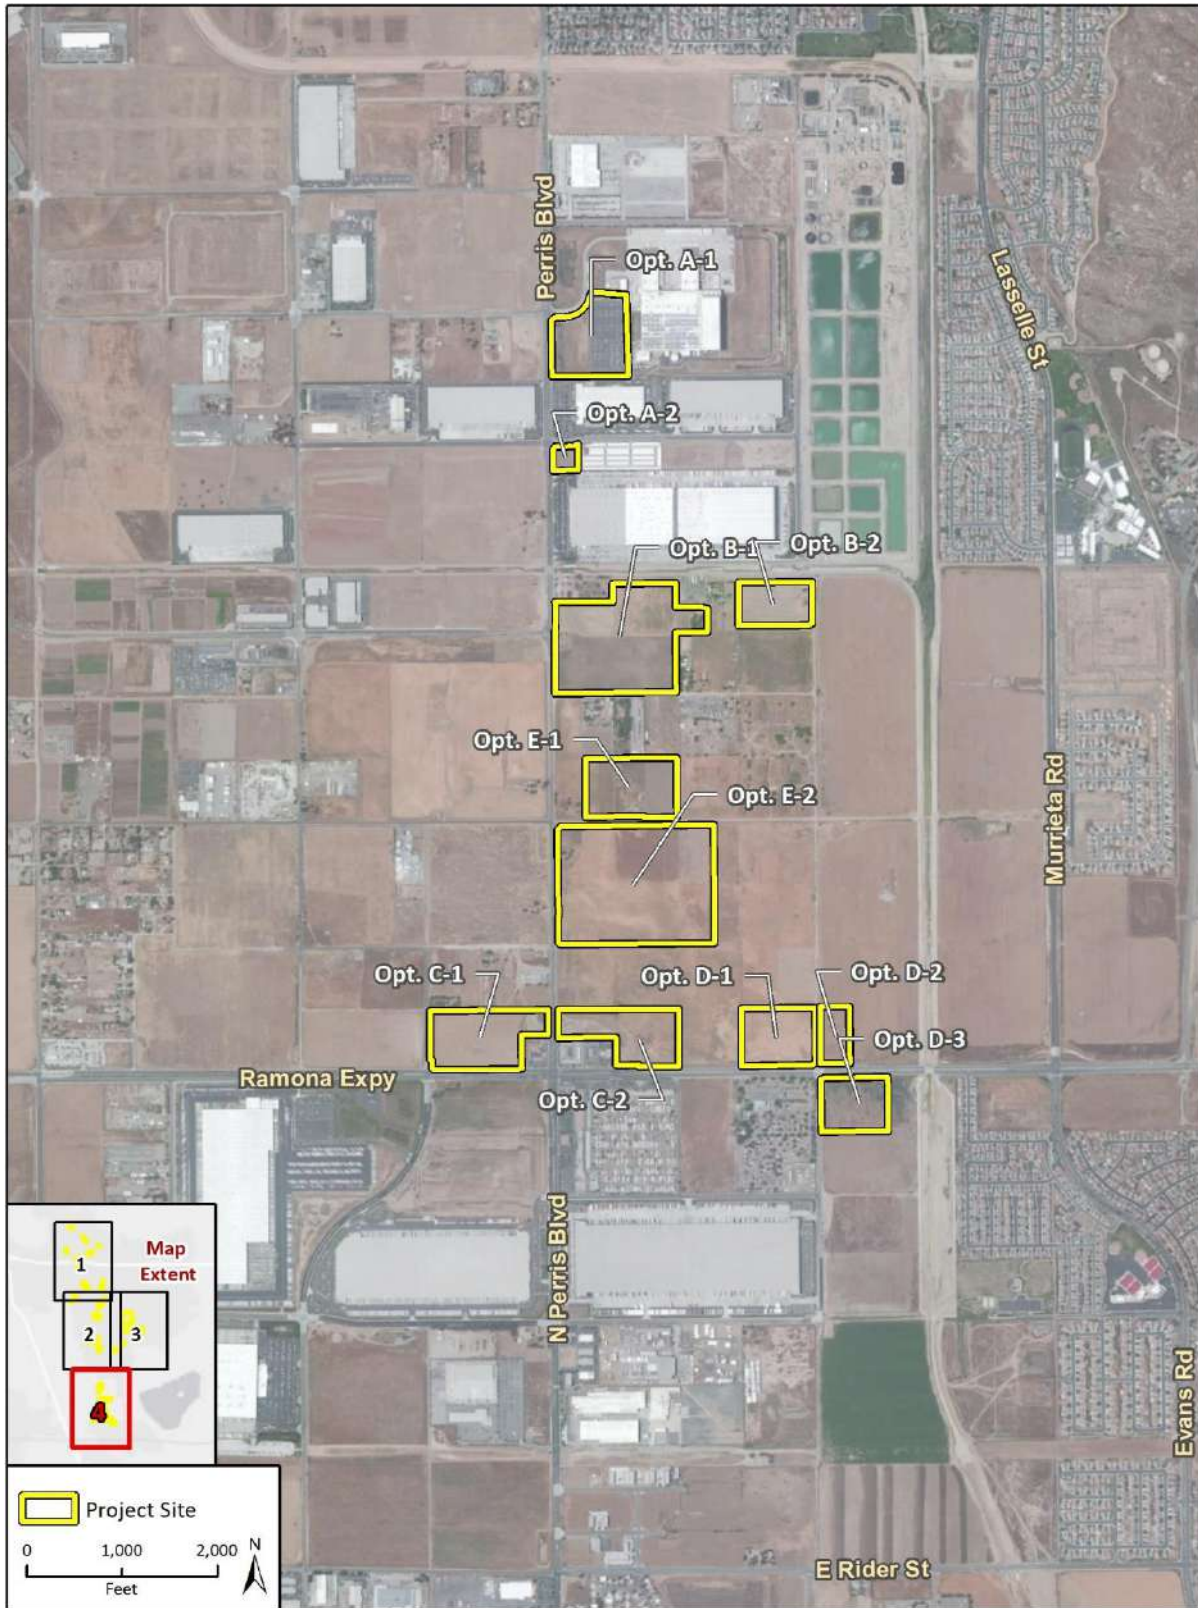 Perris Blvd
Opt. A-1
Lasselle St
Opt. A-2
Opt. B-1
Opt. B-2
Opt. E-1
Opt. E-2
Murrieta Rd
Opt. C-1
Opt. D-1
Opt. D-2
Opt. D-3
Ramona Expy
Opt. C-2
N Perris Blvd
Map
Extent
1
2
3
4
Evans Rd
Project Site
0 1,000 2,000
Feet
N
E Rider St